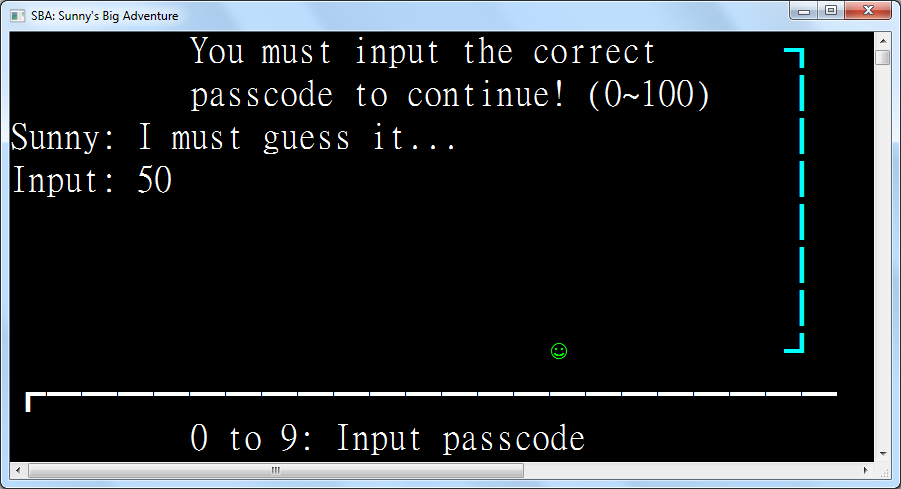 SBA: Sunny's Big Adventure
You must input the correct
passcode to continue! (0~100)
Sunny: I must guess it...
Input: 50
0 to 9: Input passcode